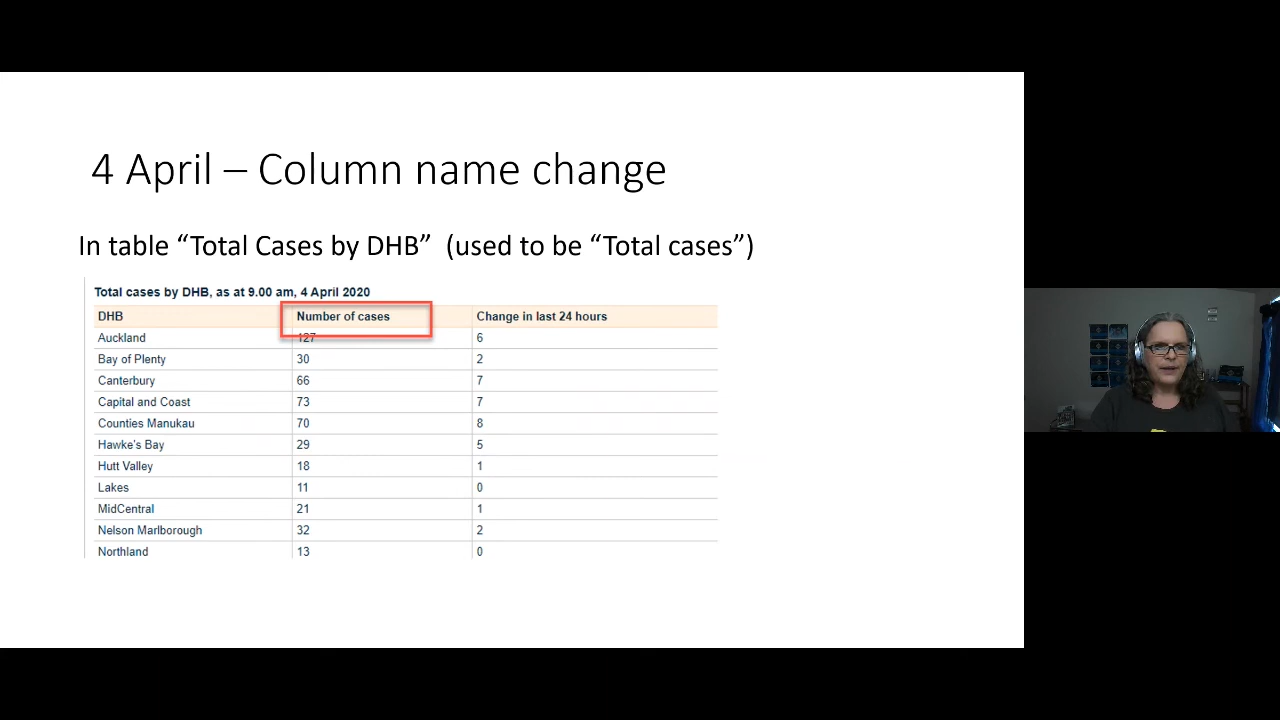 4 April – Column name change
In table “Total Cases by DHB” (used to be “Total cases”)
Total cases by DHB, as at 9.00 am, 4 April 2020
DHB Number of cases Change in last 24 hours
Auckland 127 6
Bay of Plenty 30 2
Canterbury 66 7
Capital and Coast 73 7
Counties Manukau 70 8
Hawke's Bay 29 5
Hutt Valley 18 1
Lakes 11 0
MidCentral 21 1
Nelson Marlborough 32 2
Northland 13 0